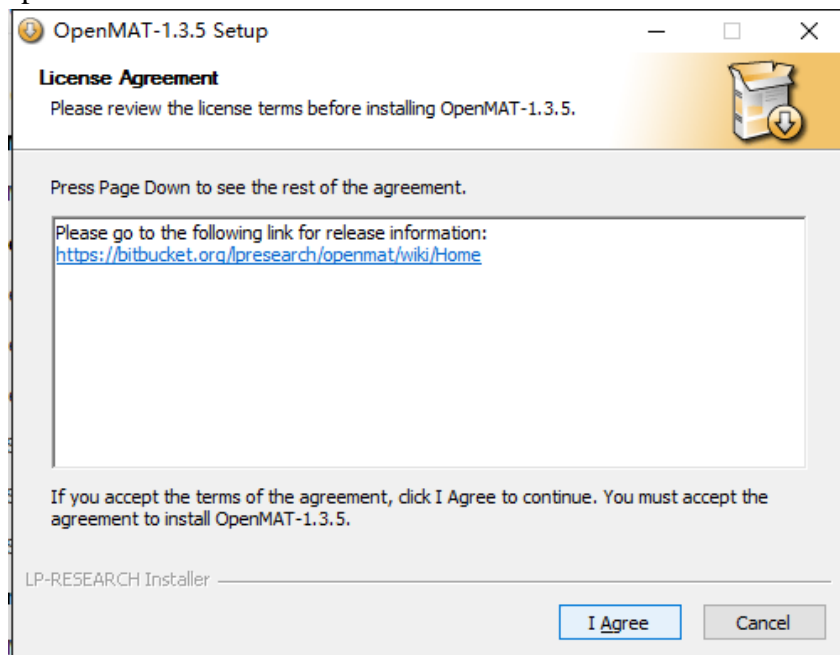 OpenMAT-1.3.5 Setup
License Agreement
Please review the license terms before installing OpenMAT-1.3.5.
Press Page Down to see the rest of the agreement.
Please go to the following link for release information:
https://bitbucket.org/lpresearch/openmat/wiki/Home
If you accept the terms of the agreement, click I Agree to continue. You must accept the
agreement to install OpenMAT-1.3.5.
LP-RESEARCH Installer
I Agree
Cancel